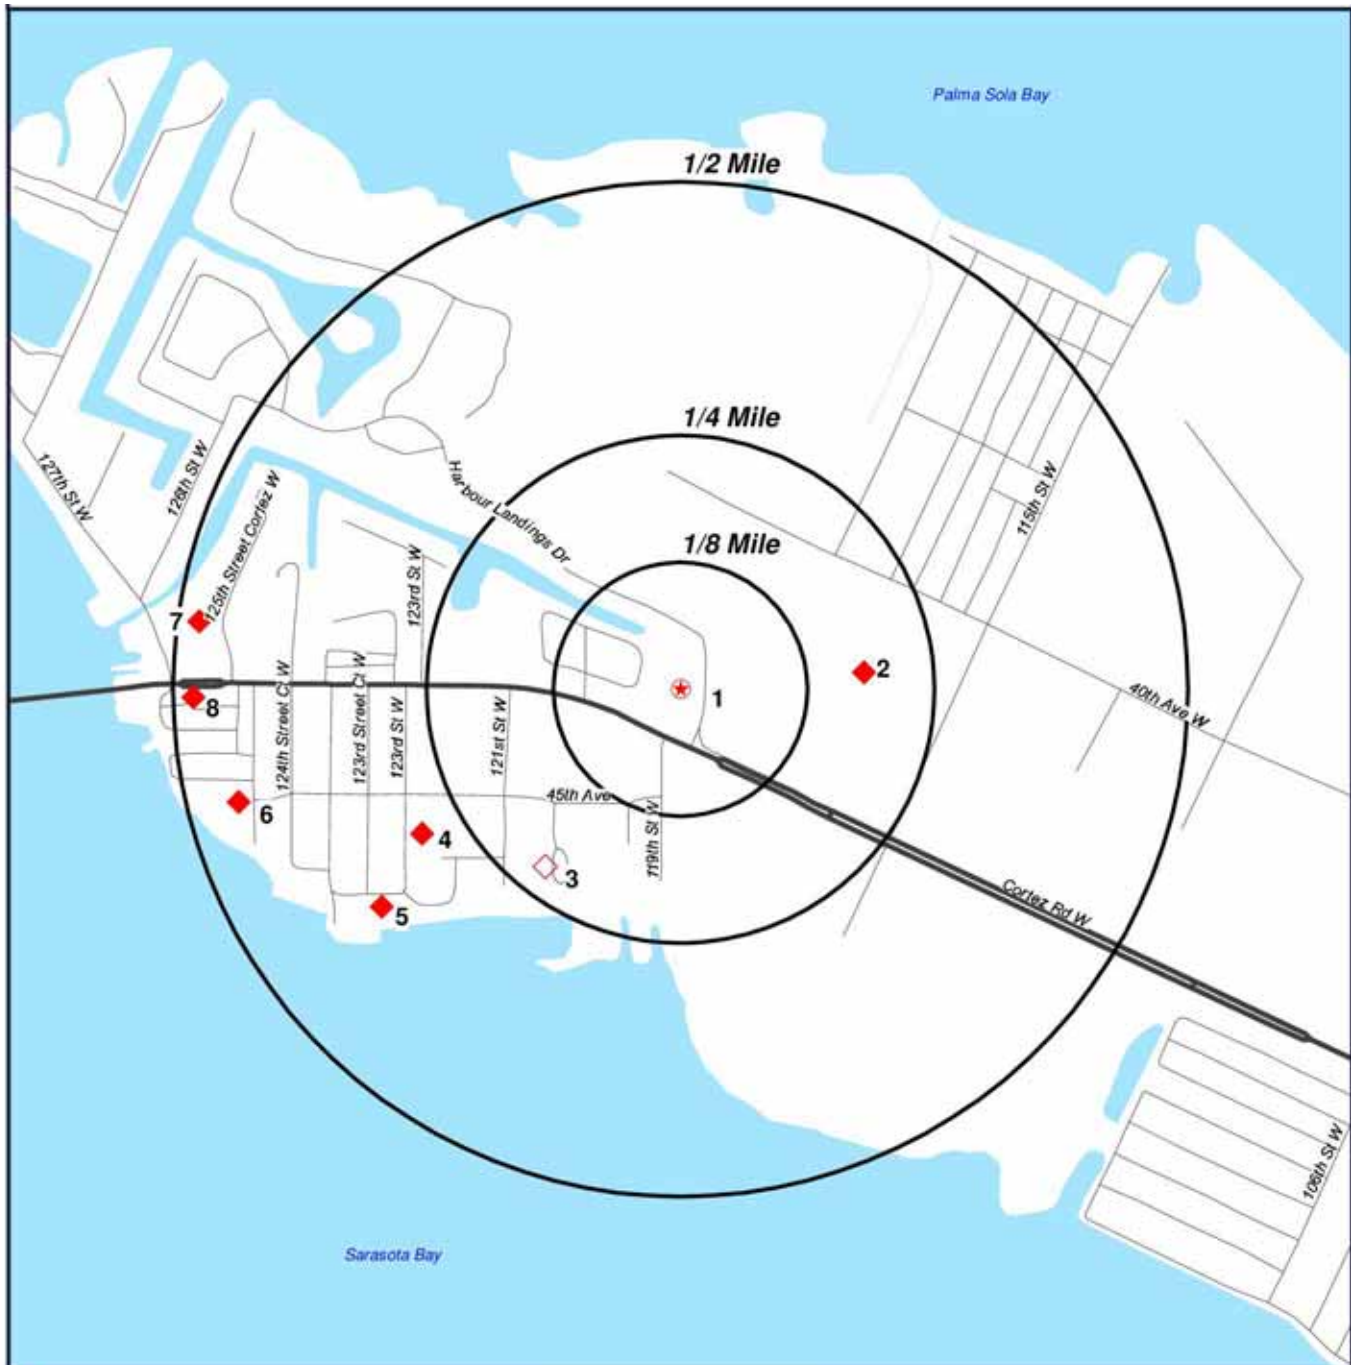 Palma Sola Bay
1/2 Mile
1/4 Mile
127th St W
126th St W
125th Street Cortez W
Harbour Landings Dr
115th St W
1/8 Mile
123rd St W
7
2
1
40th Ave W
8
124th Street Ct W
123rd Street Ct W
123rd St W
121st St W
45th Ave
6
4
119th St W
3
5
Cortez Rd W
106th St W
Sarasota Bay